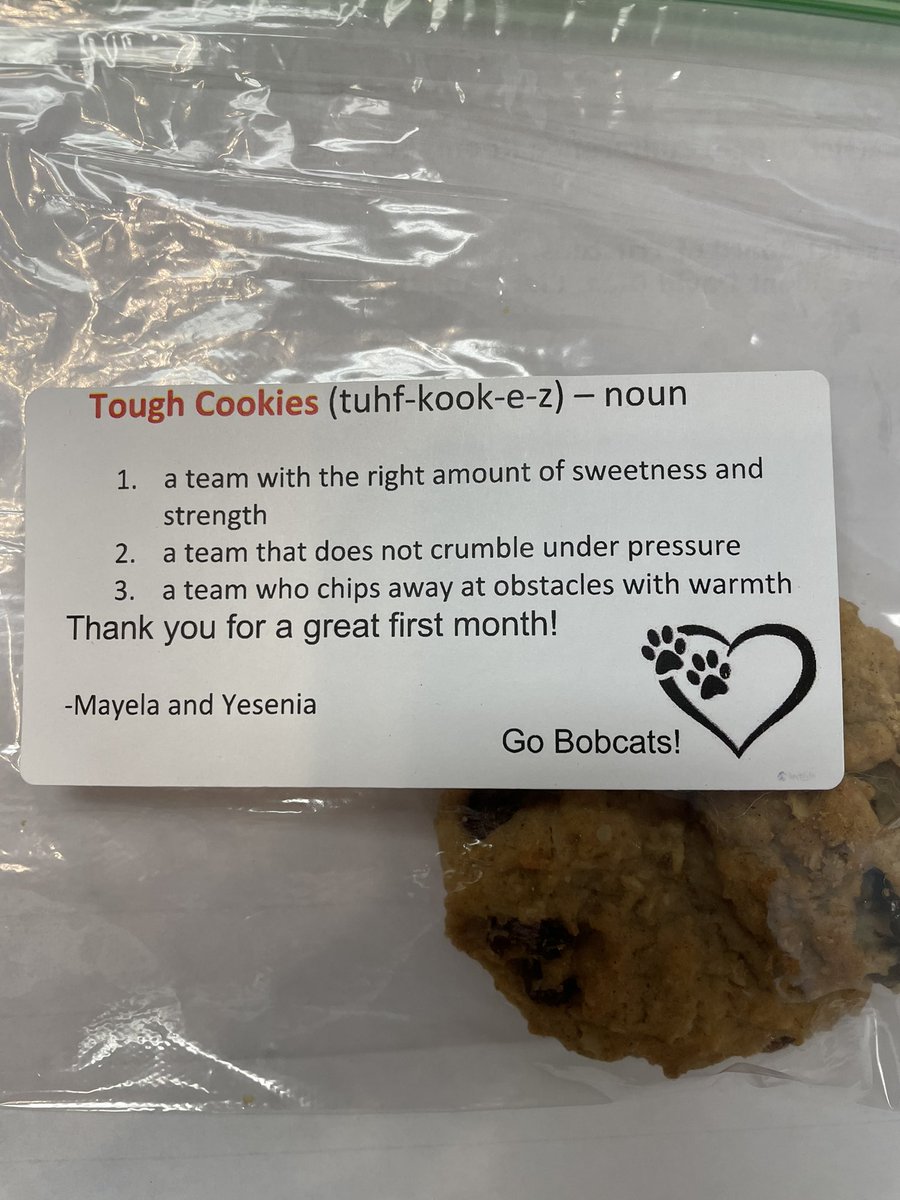 Tough Cookies (tuhf-kook-e-z) – noun
1. a team with the right amount of sweetness and
strength
2. a team that does not crumble under pressure
3. a team who chips away at obstacles with warmth
Thank you for a great first month!
-Mayela and Yesenia
Go Bobcats!